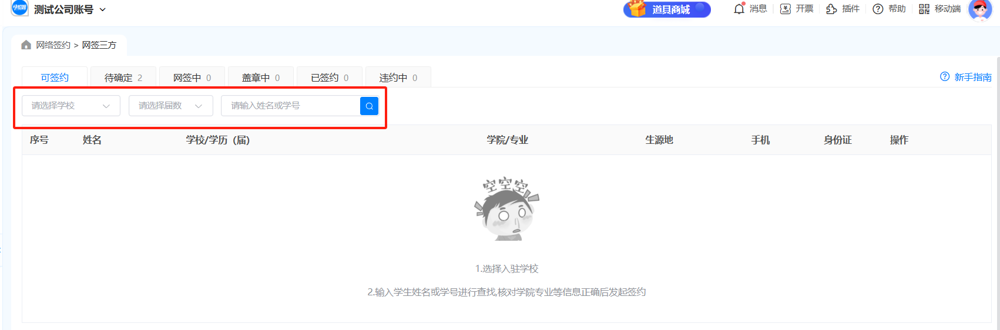 测试公司账号
道具商城
消息
开票
插件
帮助
移动端
网络签约 > 网签三方
可签约
待确定 2
网签中 0
盖章中 0
已签约 0
违约中 0
新手指南
请选择学校
请选择届数
请输入姓名或学号
序号
姓名
学校/学历（届）
学院/专业
生源地
手机
身份证
操作
空空空
1.选择入驻学校
2.输入学生姓名或学号进行查找,核对学院专业等信息正确后发起签约